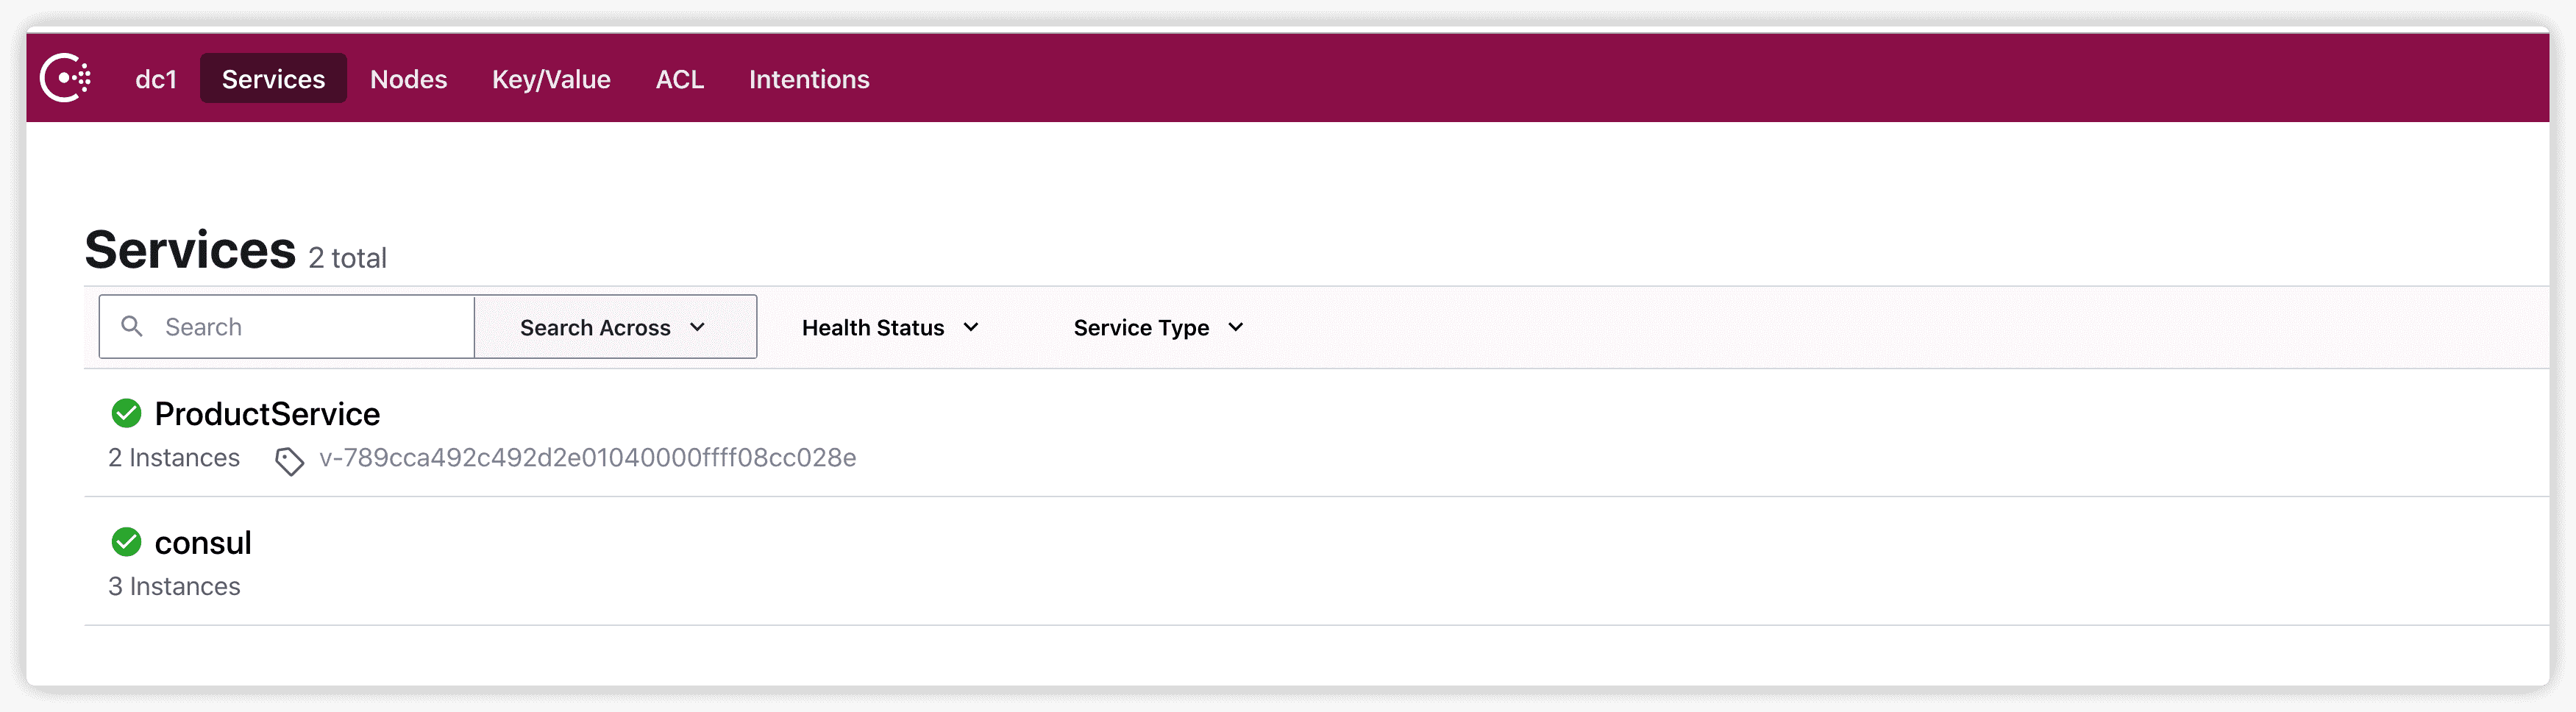 dc1 Services Nodes Key/Value ACL Intentions
Services 2 total
Search Search Across Health Status Service Type
ProductService
2 Instances v-789cca492c492d2e01040000ffff08cc028e
consul
3 Instances